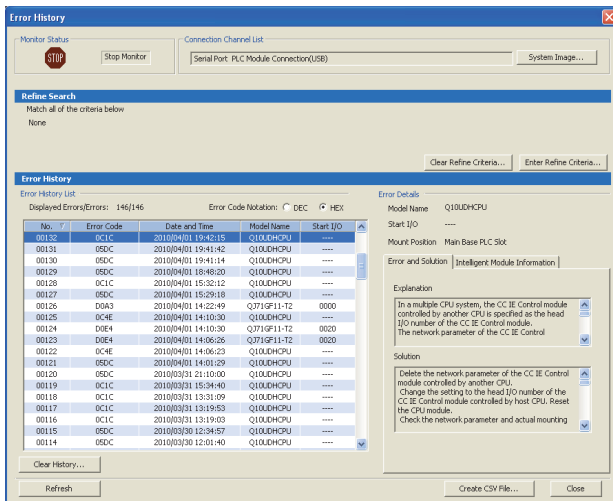 Error History
Monitor Status
STOP
Stop Monitor
Connection Channel List
Serial Port PLC Module Connection(USB)
System Image...
Refine Search
Match all of the criteria below
None
Clear Refine Criteria...
Enter Refine Criteria...
Error History
Error History List
Displayed Errors/Errors: 146/146
Error Code Notation: DEC HEX
No. Error Code Date and Time Model Name Start I/O
00132 0C1C 2010/04/01 19:42:15 Q10UDHCPU ----
00131 05DC 2010/04/01 19:41:42 Q10UDHCPU ----
00130 05DC 2010/04/01 19:41:14 Q10UDHCPU ----
00129 05DC 2010/04/01 18:48:20 Q10UDHCPU ----
00128 0C1C 2010/04/01 15:32:12 Q10UDHCPU ----
00127 05DC 2010/04/01 15:29:18 Q10UDHCPU ----
00126 D0A3 2010/04/01 14:22:49 QJ71GF11-T2 0000
00125 0C4E 2010/04/01 14:10:30 Q10UDHCPU ----
00124 D0E4 2010/04/01 14:10:30 QJ71GF11-T2 0020
00123 D0E4 2010/04/01 14:06:26 QJ71GF11-T2 0020
00122 0C4E 2010/04/01 14:06:23 Q10UDHCPU ----
00121 05DC 2010/04/01 14:01:29 Q10UDHCPU ----
00120 05DC 2010/03/31 21:10:00 Q10UDHCPU ----
00119 0C1C 2010/03/31 15:34:40 Q10UDHCPU ----
00118 0C1C 2010/03/31 13:31:09 Q10UDHCPU ----
00117 0C1C 2010/03/31 13:19:53 Q10UDHCPU ----
00116 0C1C 2010/03/31 13:19:03 Q10UDHCPU ----
00115 05DC 2010/03/30 12:34:57 Q10UDHCPU ----
00114 05DC 2010/03/30 12:01:40 Q10UDHCPU ----
Clear History...
Error Details
Model Name Q10UDHCPU
Start I/O ----
Mount Position Main Base PLC Slot
Error and Solution
Intelligent Module Information
Explanation
In a multiple CPU system, the CC IE Control module
controlled by another CPU is specified as the head
I/O number of the CC IE Control module.
The network parameter of the CC IE Control
Solution
Delete the network parameter of the CC IE Control
module controlled by another CPU.
Change the setting to the head I/O number of the
CC IE Control module controlled by host CPU. Reset
the CPU module.
Check the network parameter and actual mounting
Refresh
Create CSV File...
Close